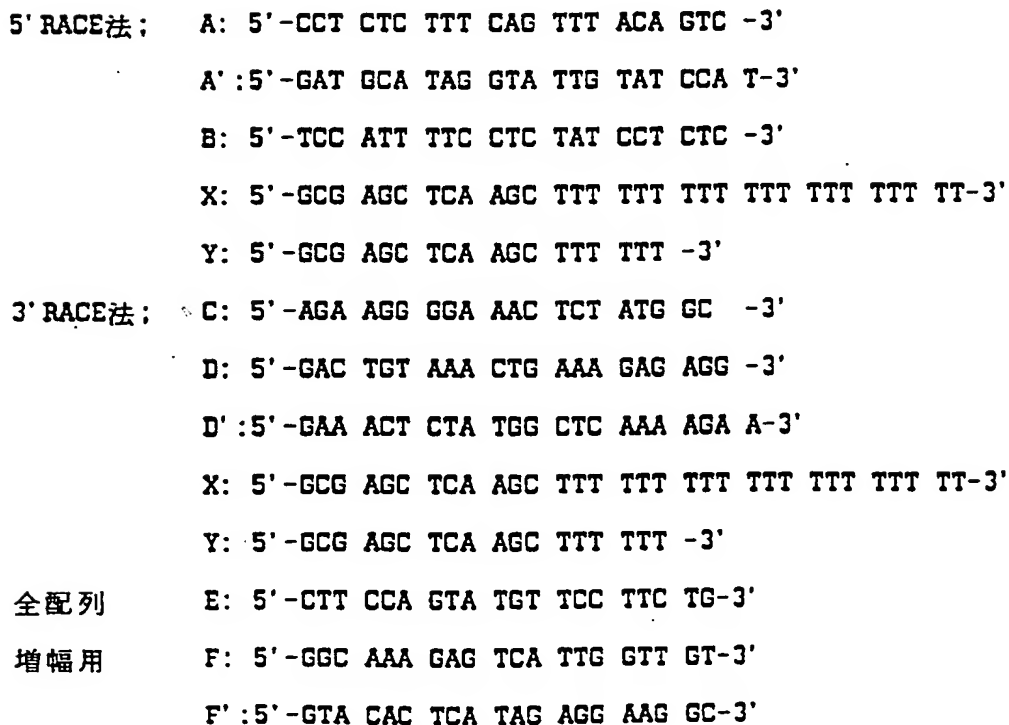 5' RACE法; A: 5'-CCT CTC TTT CAG TTT ACA GTC -3'
A':5'-GAT GCA TAG GTA TTG TAT CCA T-3'
B: 5'-TCC ATT TTC CTC TAT CCT CTC -3'
X: 5'-GCG AGC TCA AGC TTT TTT TTT TTT TTT TTT TT-3'
Y: 5'-GCG AGC TCA AGC TTT TTT -3'
3' RACE法; C: 5'-AGA AGG GGA AAC TCT ATG GC -3'
D: 5'-GAC TGT AAA CTG AAA GAG AGG -3'
D':5'-GAA ACT CTA TGG CTC AAA AGA A-3'
X: 5'-GCG AGC TCA AGC TTT TTT TTT TTT TTT TTT TT-3'
Y: 5'-GCG AGC TCA AGC TTT TTT -3'
全配列 E: 5'-CTT CCA GTA TGT TCC TTC TG-3'
増幅用 F: 5'-GGC AAA GAG TCA TTG GTT GT-3'
F':5'-GTA CAC TCA TAG AGG AAG GC-3'